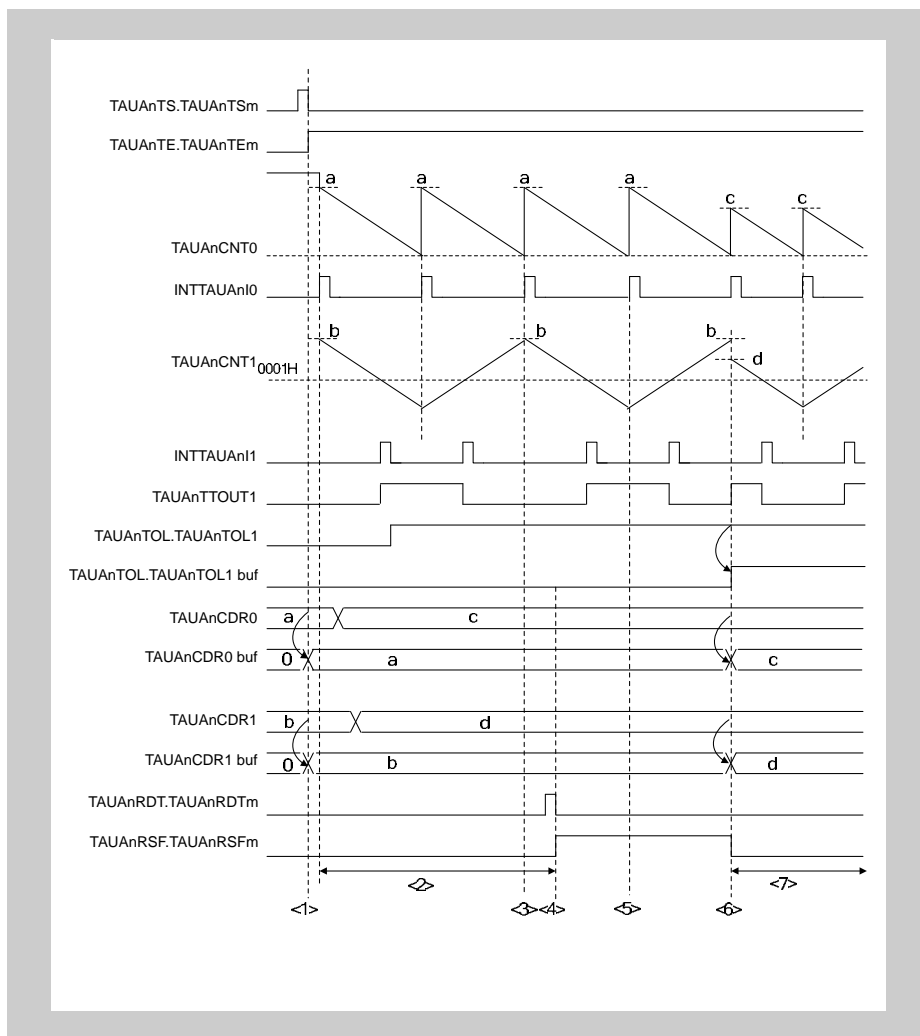 TAUAnTS.TAUAnTSm
TAUAnTE.TAUAnTEm
a a a a
c c
TAUAnCNT0
INTTAUAnI0
b b b
d
TAUAnCNT1
0001H
INTTAUAnI1
TAUAnTTOUT1
TAUAnTOL.TAUAnTOL1
TAUAnTOL.TAUAnTOL1 buf
TAUAnCDR0 a c
TAUAnCDR0 buf 0 a c
TAUAnCDR1 b d
TAUAnCDR1 buf 0 b d
TAUAnRDT.TAUAnRDTm
TAUAnRSF.TAUAnRSFm
<2> <7>
<1> <3><4> <5> <6>